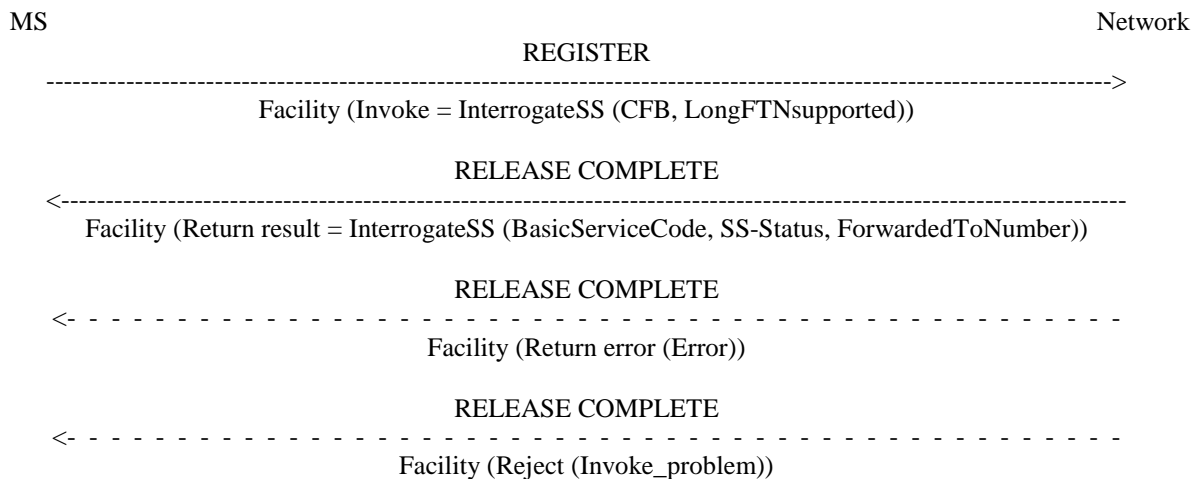 MS Network
REGISTER
------------------------------------------------------------------------------------------------------------------------>
Facility (Invoke = InterrogateSS (CFB, LongFTNsupported))
RELEASE COMPLETE
<------------------------------------------------------------------------------------------------------------------------
Facility (Return result = InterrogateSS (BasicServiceCode, SS-Status, ForwardedToNumber))
RELEASE COMPLETE
<- - - - - - - - - - - - - - - - - - - - - - - - - - - - - - - - - - - - - - - - - - - - - -
Facility (Return error (Error))
RELEASE COMPLETE
<- - - - - - - - - - - - - - - - - - - - - - - - - - - - - - - - - - - - - - - - - - - - - -
Facility (Reject (Invoke_problem))